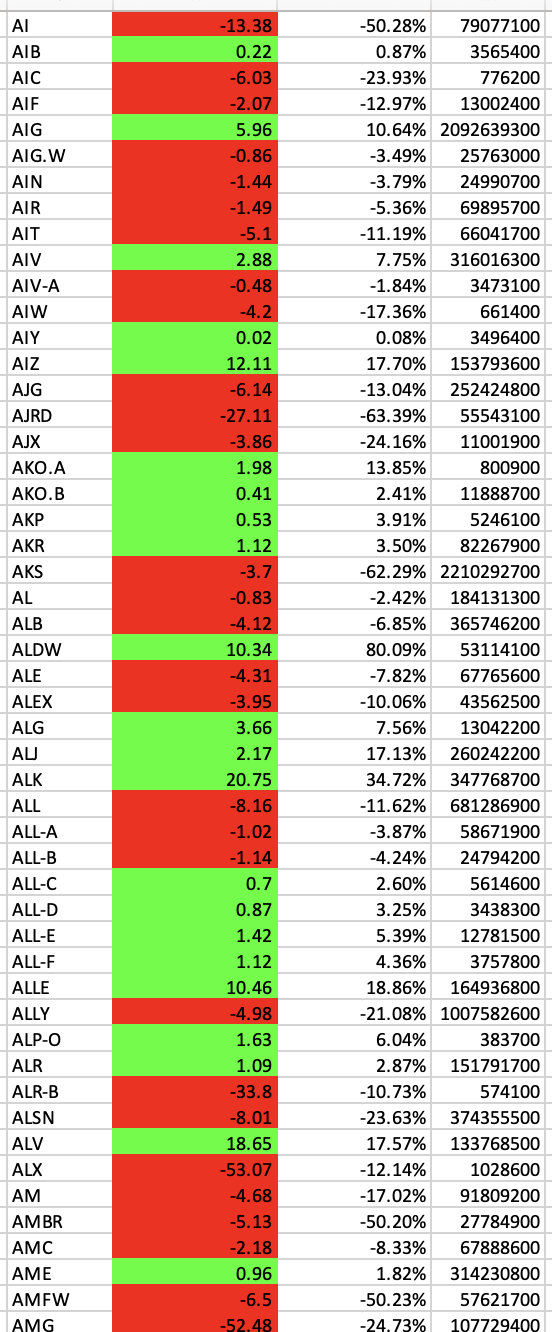 AI -13.38 -50.28% 79077100
AIB 0.22 0.87% 3565400
AIC -6.03 -23.93% 776200
AIF -2.07 -12.97% 13002400
AIG 5.96 10.64% 2092639300
AIG.W -0.86 -3.49% 25763000
AIN -1.44 -3.79% 24990700
AIR -1.49 -5.36% 69895700
AIT -5.1 -11.19% 66041700
AIV 2.88 7.75% 316016300
AIV-A -0.48 -1.84% 3473100
AIW -4.2 -17.36% 661400
AIY 0.02 0.08% 3496400
AIZ 12.11 17.70% 153793600
AJG -6.14 -13.04% 252424800
AJRD -27.11 -63.39% 55543100
AJX -3.86 -24.16% 11001900
AKO.A 1.98 13.85% 800900
AKO.B 0.41 2.41% 11888700
AKP 0.53 3.91% 5246100
AKR 1.12 3.50% 82267900
AKS -3.7 -62.29% 2210292700
AL -0.83 -2.42% 184131300
ALB -4.12 -6.85% 365746200
ALDW 10.34 80.09% 53114100
ALE -4.31 -7.82% 67765600
ALEX -3.95 -10.06% 43562500
ALG 3.66 7.56% 13042200
ALJ 2.17 17.13% 260242200
ALK 20.75 34.72% 347768700
ALL -8.16 -11.62% 681286900
ALL-A -1.02 -3.87% 58671900
ALL-B -1.14 -4.24% 24794200
ALL-C 0.7 2.60% 5614600
ALL-D 0.87 3.25% 3438300
ALL-E 1.42 5.39% 12781500
ALL-F 1.12 4.36% 3757800
ALLE 10.46 18.86% 164936800
ALLY -4.98 -21.08% 1007582600
ALP-O 1.63 6.04% 383700
ALR 1.09 2.87% 151791700
ALR-B -33.8 -10.73% 574100
ALSN -8.01 -23.63% 374355500
ALV 18.65 17.57% 133768500
ALX -53.07 -12.14% 1028600
AM -4.68 -17.02% 91809200
AMBR -5.13 -50.20% 27784900
AMC -2.18 -8.33% 67888600
AME 0.96 1.82% 314230800
AMFW -6.5 -50.23% 57621700
AMG -52.48 -24.73% 107729400